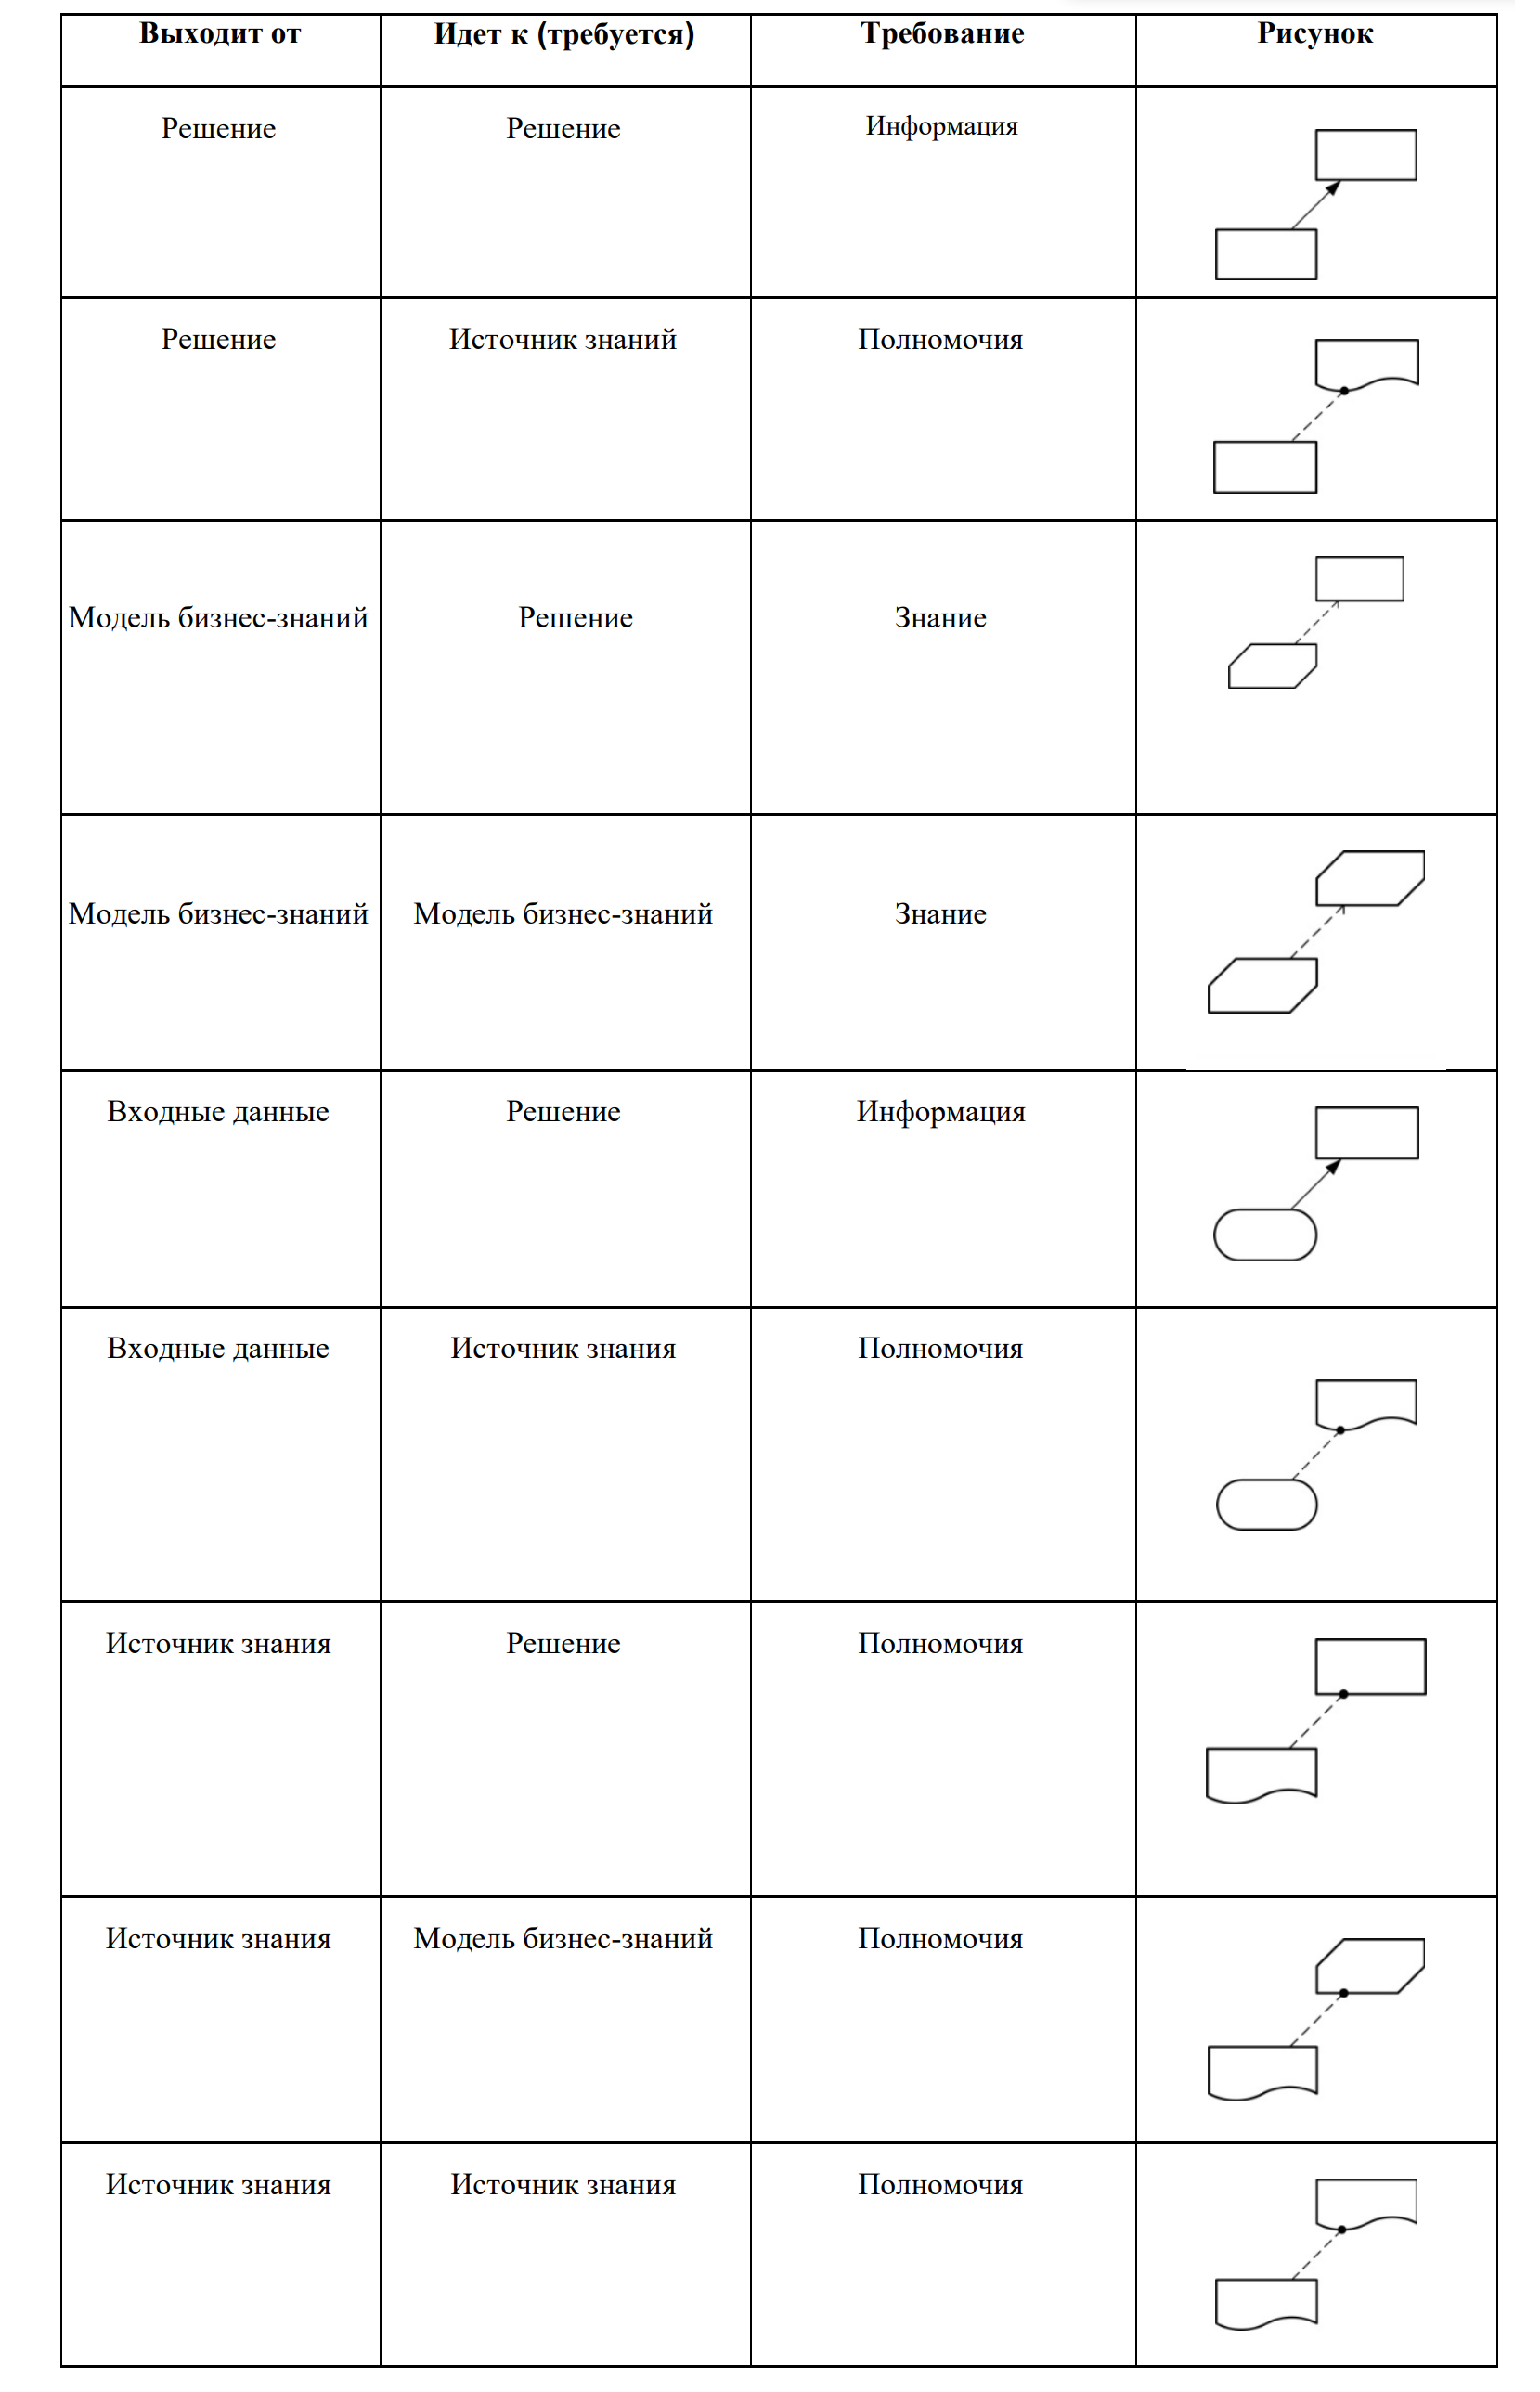 Выходит от Идет к (требуется) Требование Рисунок
Решение Решение Информация
Решение Источник знаний Полномочия
Модель бизнес-знаний Решение Знание
Модель бизнес-знаний Модель бизнес-знаний Знание
Входные данные Решение Информация
Входные данные Источник знания Полномочия
Источник знания Решение Полномочия
Источник знания Модель бизнес-знаний Полномочия
Источник знания Источник знания Полномочия